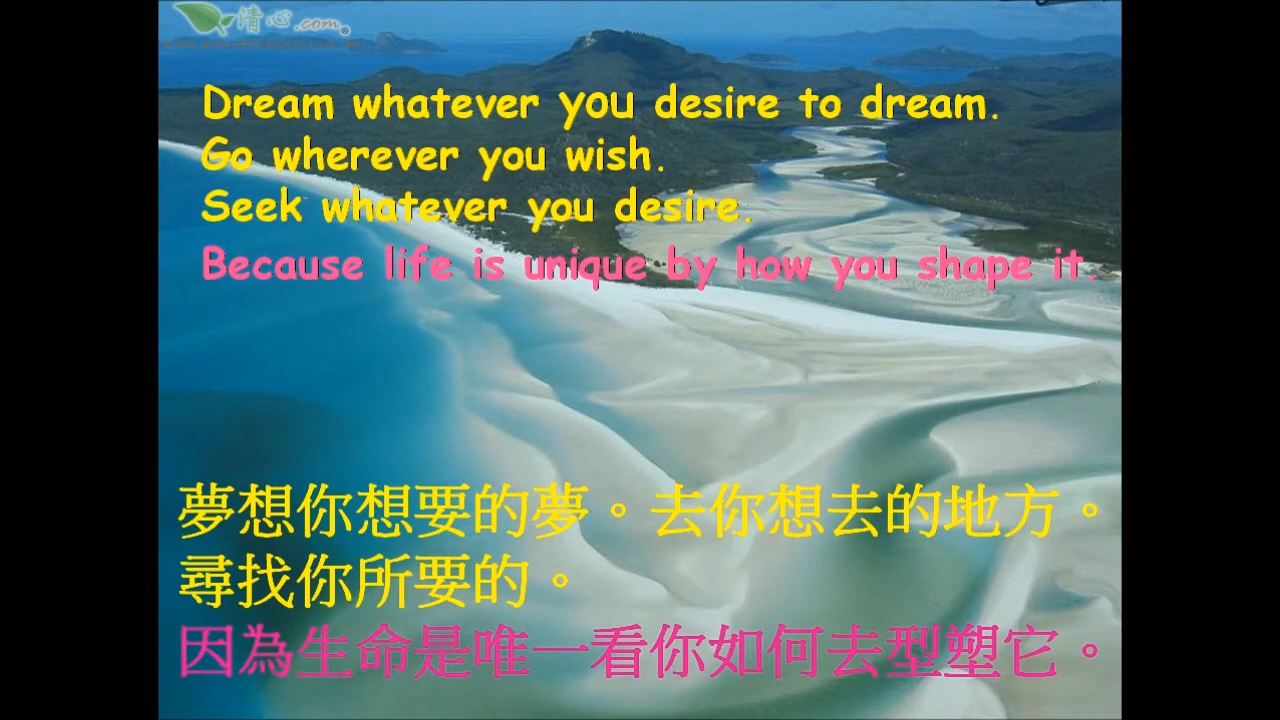 清心.com®
Dream whatever you desire to dream.
Go wherever you wish.
Seek whatever you desire.
Because life is unique by how you shape it.
夢想你想要的夢。去你想去的地方。
尋找你所要的。
因為生命是唯一看你如何去型塑它。